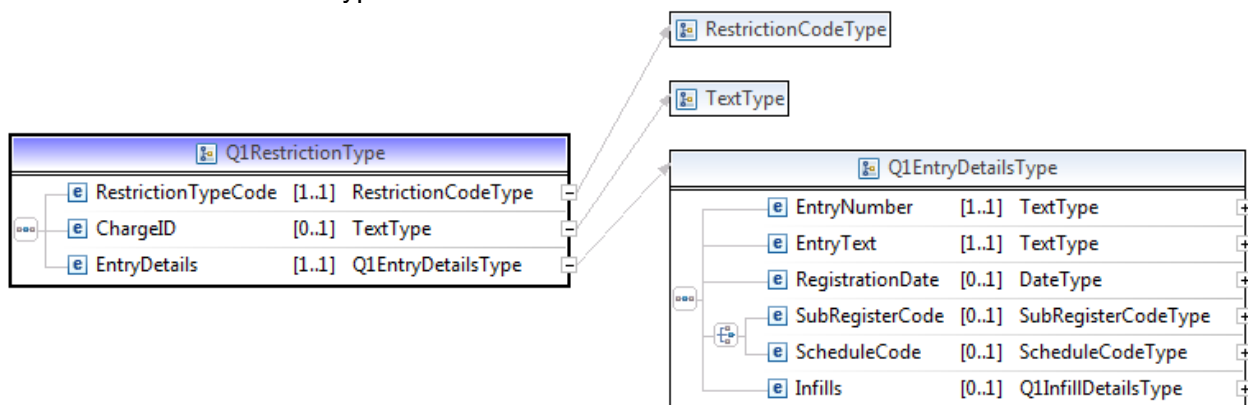 RestrictionCodeType
TextType
Q1RestrictionType
e RestrictionTypeCode [1..1] RestrictionCodeType
e ChargeID [0..1] TextType
e EntryDetails [1..1] Q1EntryDetailsType
Q1EntryDetailsType
e EntryNumber [1..1] TextType
e EntryText [1..1] TextType
e RegistrationDate [0..1] DateType
e SubRegisterCode [0..1] SubRegisterCodeType
e ScheduleCode [0..1] ScheduleCodeType
e Infills [0..1] Q1InfillDetailsType